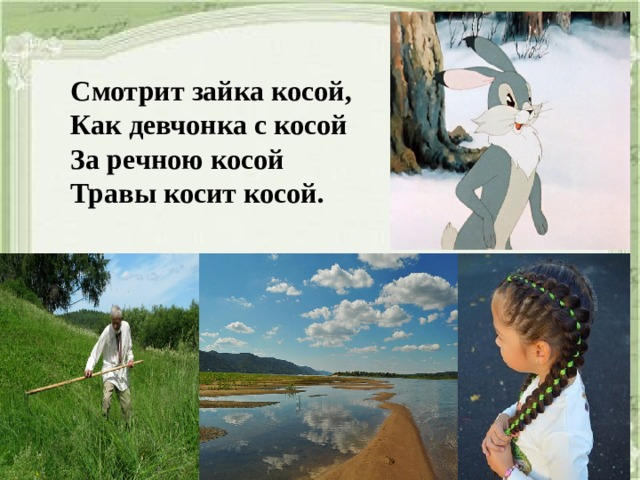 Смотрит зайка косой,
Как девчонка с косой
За речною косой
Травы косит косой.